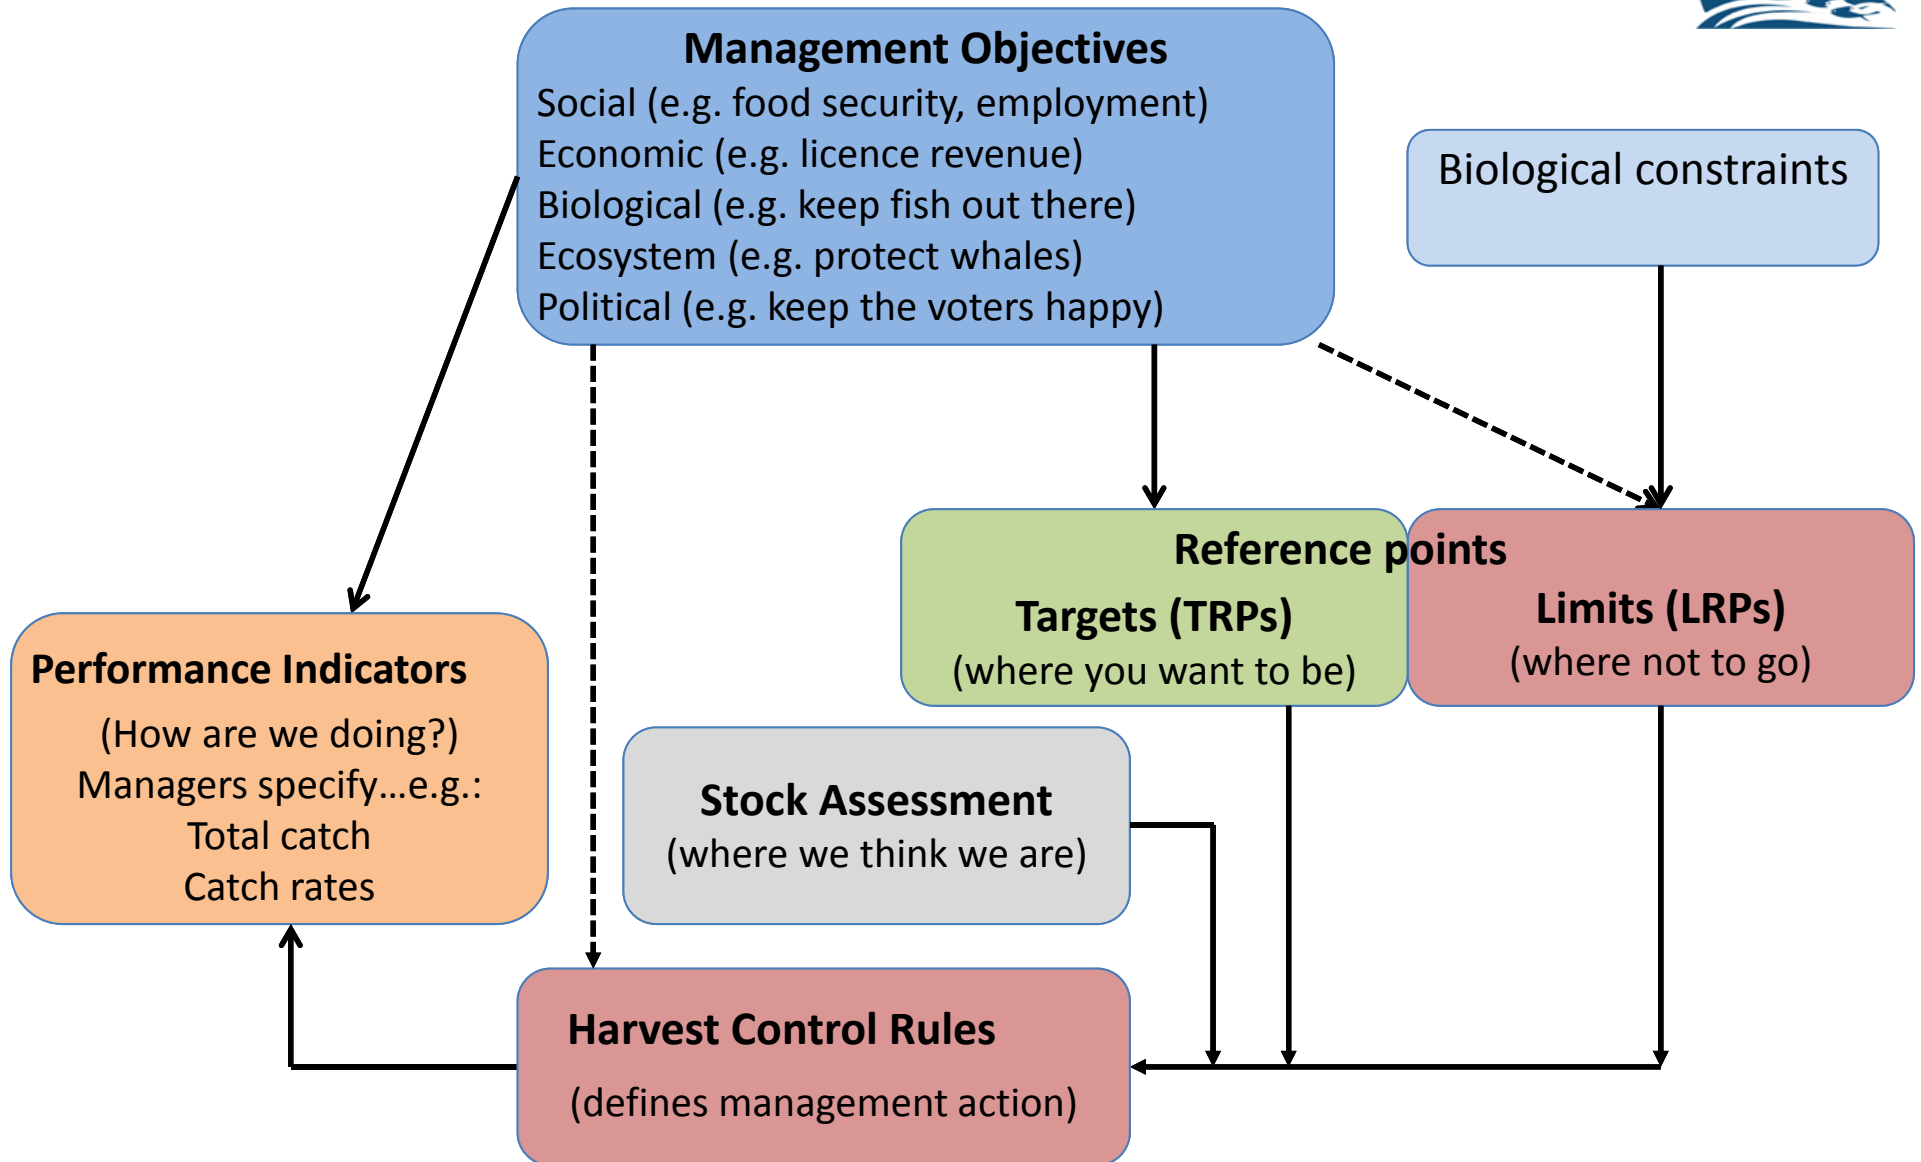 Management Objectives
Social (e.g. food security, employment)
Economic (e.g. licence revenue)
Biological (e.g. keep fish out there)
Ecosystem (e.g. protect whales)
Political (e.g. keep the voters happy)
Biological constraints
Reference points
Targets (TRPs)
(where you want to be)
Limits (LRPs)
(where not to go)
Performance Indicators
(How are we doing?)
Managers specify…e.g.:
Total catch
Catch rates
Stock Assessment
(where we think we are)
Harvest Control Rules
(defines management action)